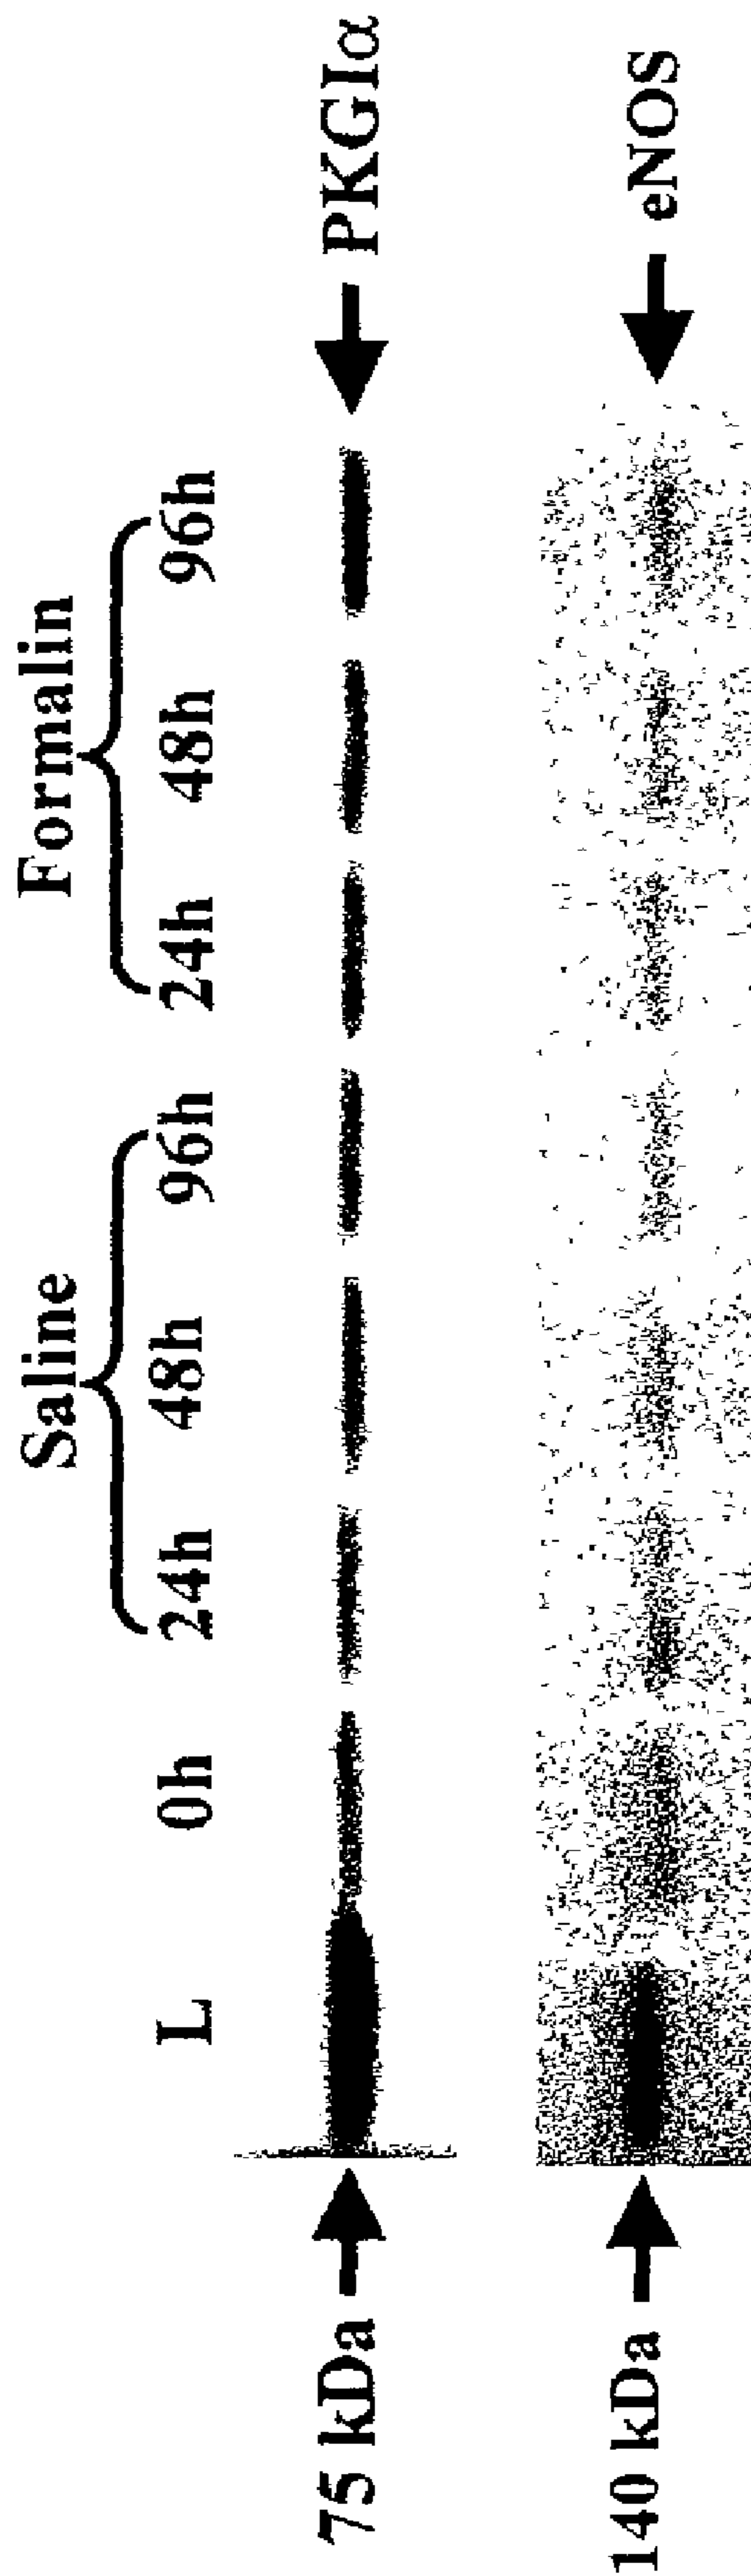 Saline Formalin
L 0h 24h 48h 96h 24h 48h 96h
75 kDa PKGIα
140 kDa eNOS